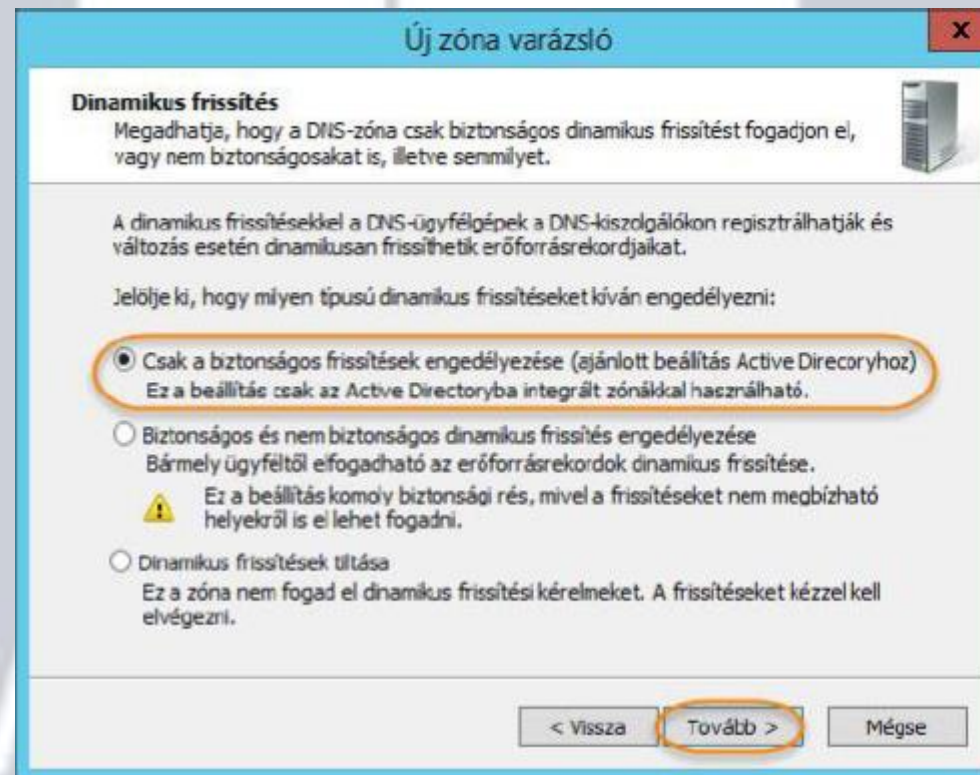 Új zóna varázsló
x
Dinamikus frissítés
Megadhatja, hogy a DNS-zóna csak biztonságos dinamikus frissítést fogadjon el,
vagy nem biztonságosakat is, illetve semmilyet.
A dinamikus frissítésekkel a DNS-ügyfélgépek a DNS-kiszolgálókon regisztrálhatják és
változás esetén dinamikusan frissíthetik erőforrásrekordjaikat.
Jelölje ki, hogy milyen típusú dinamikus frissítéseket kíván engedélyezni:
Csak a biztonságos frissítések engedélyezése (ajánlott beállítás Active Direcoryhoz)
Ez a beállítás csak az Active Directoryba integrált zónákkal használható.
Biztonságos és nem biztonságos dinamikus frissítés engedélyezése
Bármely ügyféltől elfogadható az erőforrásrekordok dinamikus frissítése.
Ez a beállítás komoly biztonsági rés, mivel a frissítéseket nem megbízható
helyekről is el lehet fogadni.
Dinamikus frissítések tiltása
Ez a zóna nem fogad el dinamikus frissítési kérelmeket. A frissítéseket kézzel kell
elvégezni.
< Vissza
Tovább >
Mégse